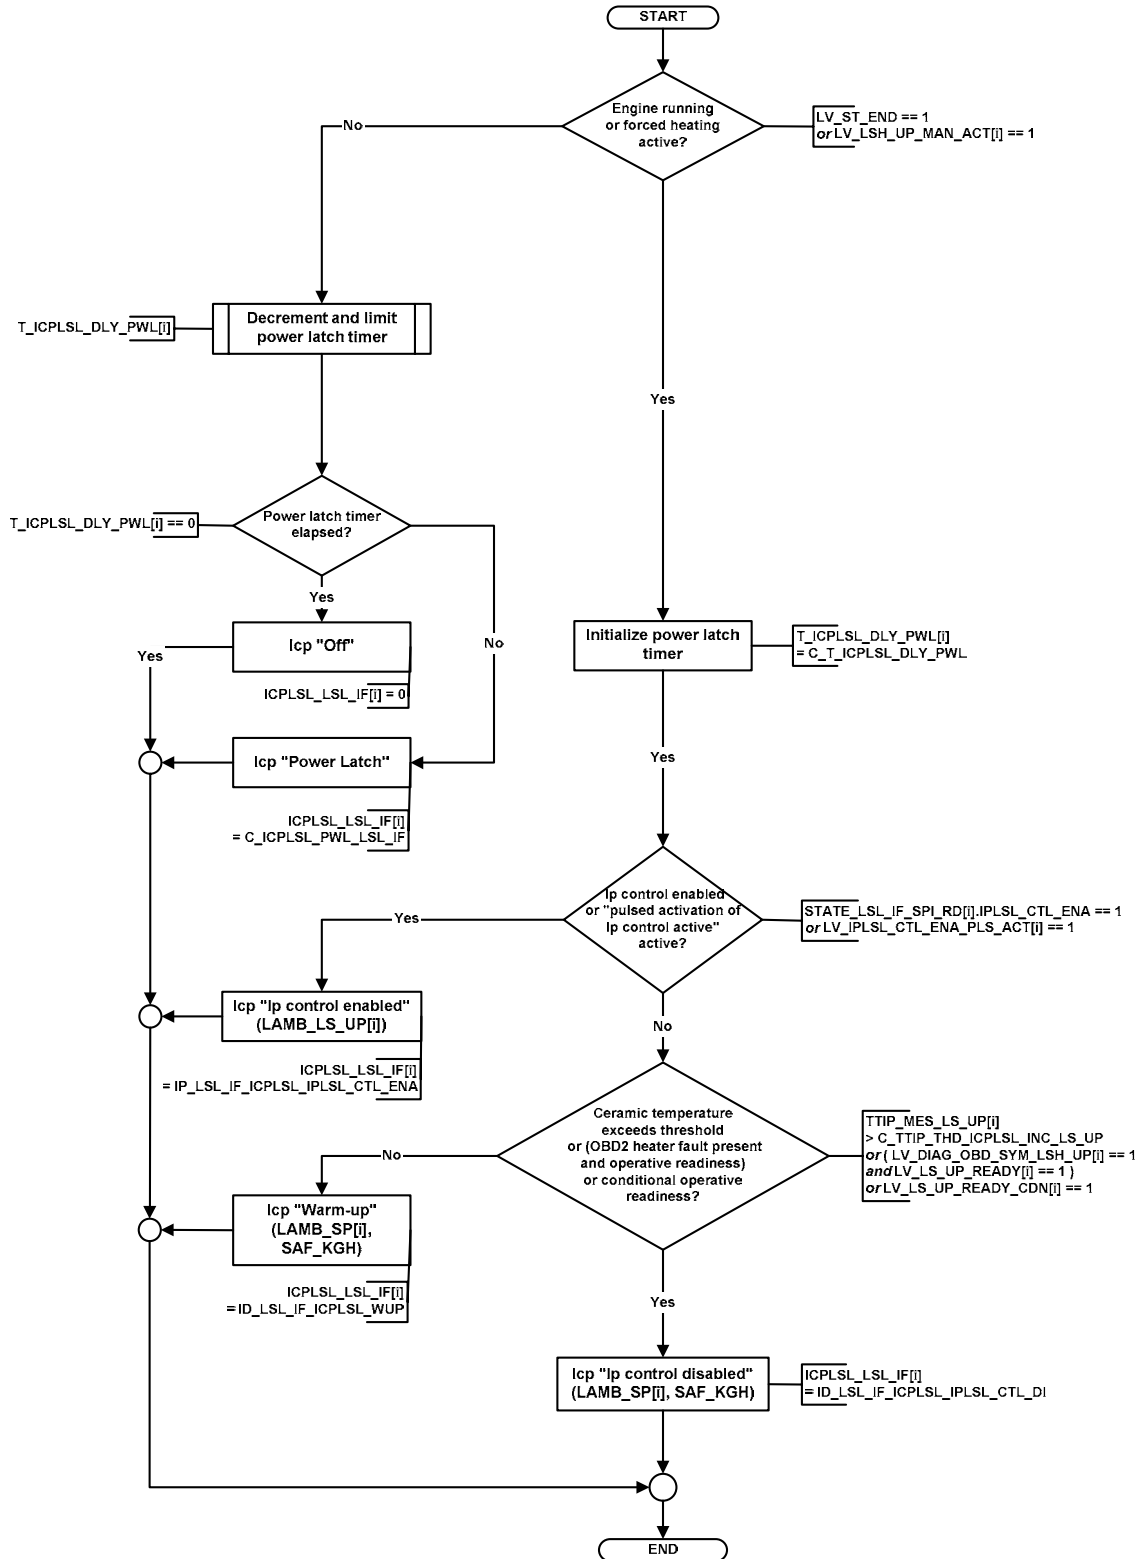 START
Engine running
or forced heating
active?
LV_ST_END == 1
or LV_LSH_UP_MAN_ACT[i] == 1
No
T_ICPLSL_DLY_PWL[i]
Decrement and limit
power latch timer
Yes
T_ICPLSL_DLY_PWL[i] == 0
Power latch timer
elapsed?
Yes
No
Icp "Off"
Yes
ICPLSL_LSL_IF[i] = 0
Initialize power latch
timer
T_ICPLSL_DLY_PWL[i]
= C_T_ICPLSL_DLY_PWL
Icp "Power Latch"
Yes
ICPLSL_LSL_IF[i]
= C_ICPLSL_PWL_LSL_IF
Ip control enabled
or "pulsed activation of
Ip control active"
active?
STATE_LSL_IF_SPI_RD[i].IPLSL_CTL_ENA == 1
or LV_IPLSL_CTL_ENA_PLS_ACT[i] == 1
Yes
Icp "Ip control enabled"
(LAMB_LS_UP[i])
No
ICPLSL_LSL_IF[i]
= IP_LSL_IF_ICPLSL_IPLSL_CTL_ENA
Ceramic temperature
exceeds threshold
or (OBD2 heater fault present
and operative readiness)
or conditional operative
readiness?
TTIP_MES_LS_UP[i]
> C_TTIP_THD_ICPLSL_INC_LS_UP
or ( LV_DIAG_OBD_SYM_LSH_UP[i] == 1
and LV_LS_UP_READY[i] == 1 )
or LV_LS_UP_READY_CDN[i] == 1
No
Icp "Warm-up"
(LAMB_SP[i],
SAF_KGH)
ICPLSL_LSL_IF[i]
= ID_LSL_IF_ICPLSL_WUP
Yes
Icp "Ip control disabled"
(LAMB_SP[i], SAF_KGH)
ICPLSL_LSL_IF[i]
= ID_LSL_IF_ICPLSL_IPLSL_CTL_DI
END